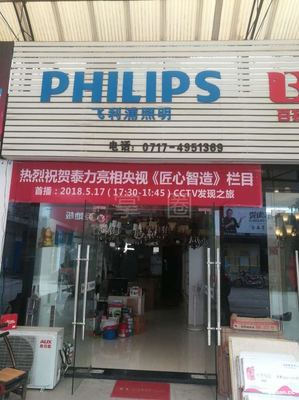 PHILIPS
飞利浦照明
电话：0717-4951369
热烈祝贺泰力亮相央视《匠心智造》栏目
首播：2018.5.17（17:30-11:45）CCTV发现之旅
AUX